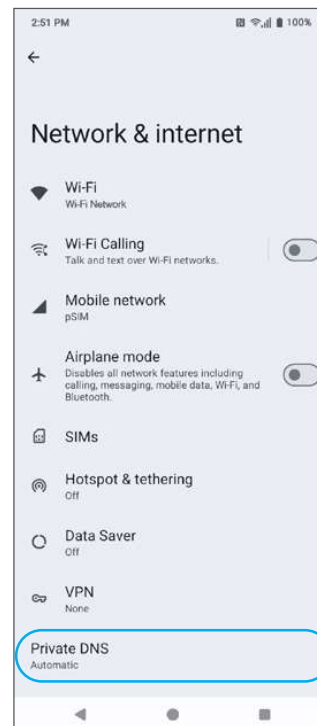 2:51 PM 100%
Network & internet
Wi-Fi
Wi-Fi Network
Wi-Fi Calling
Talk and text over Wi-Fi networks.
Mobile network
pSIM
Airplane mode
Disables all network features including
calling, messaging, mobile data, Wi-Fi, and
Bluetooth.
SIMs
Hotspot & tethering
Off
Data Saver
Off
VPN
None
Private DNS
Automatic